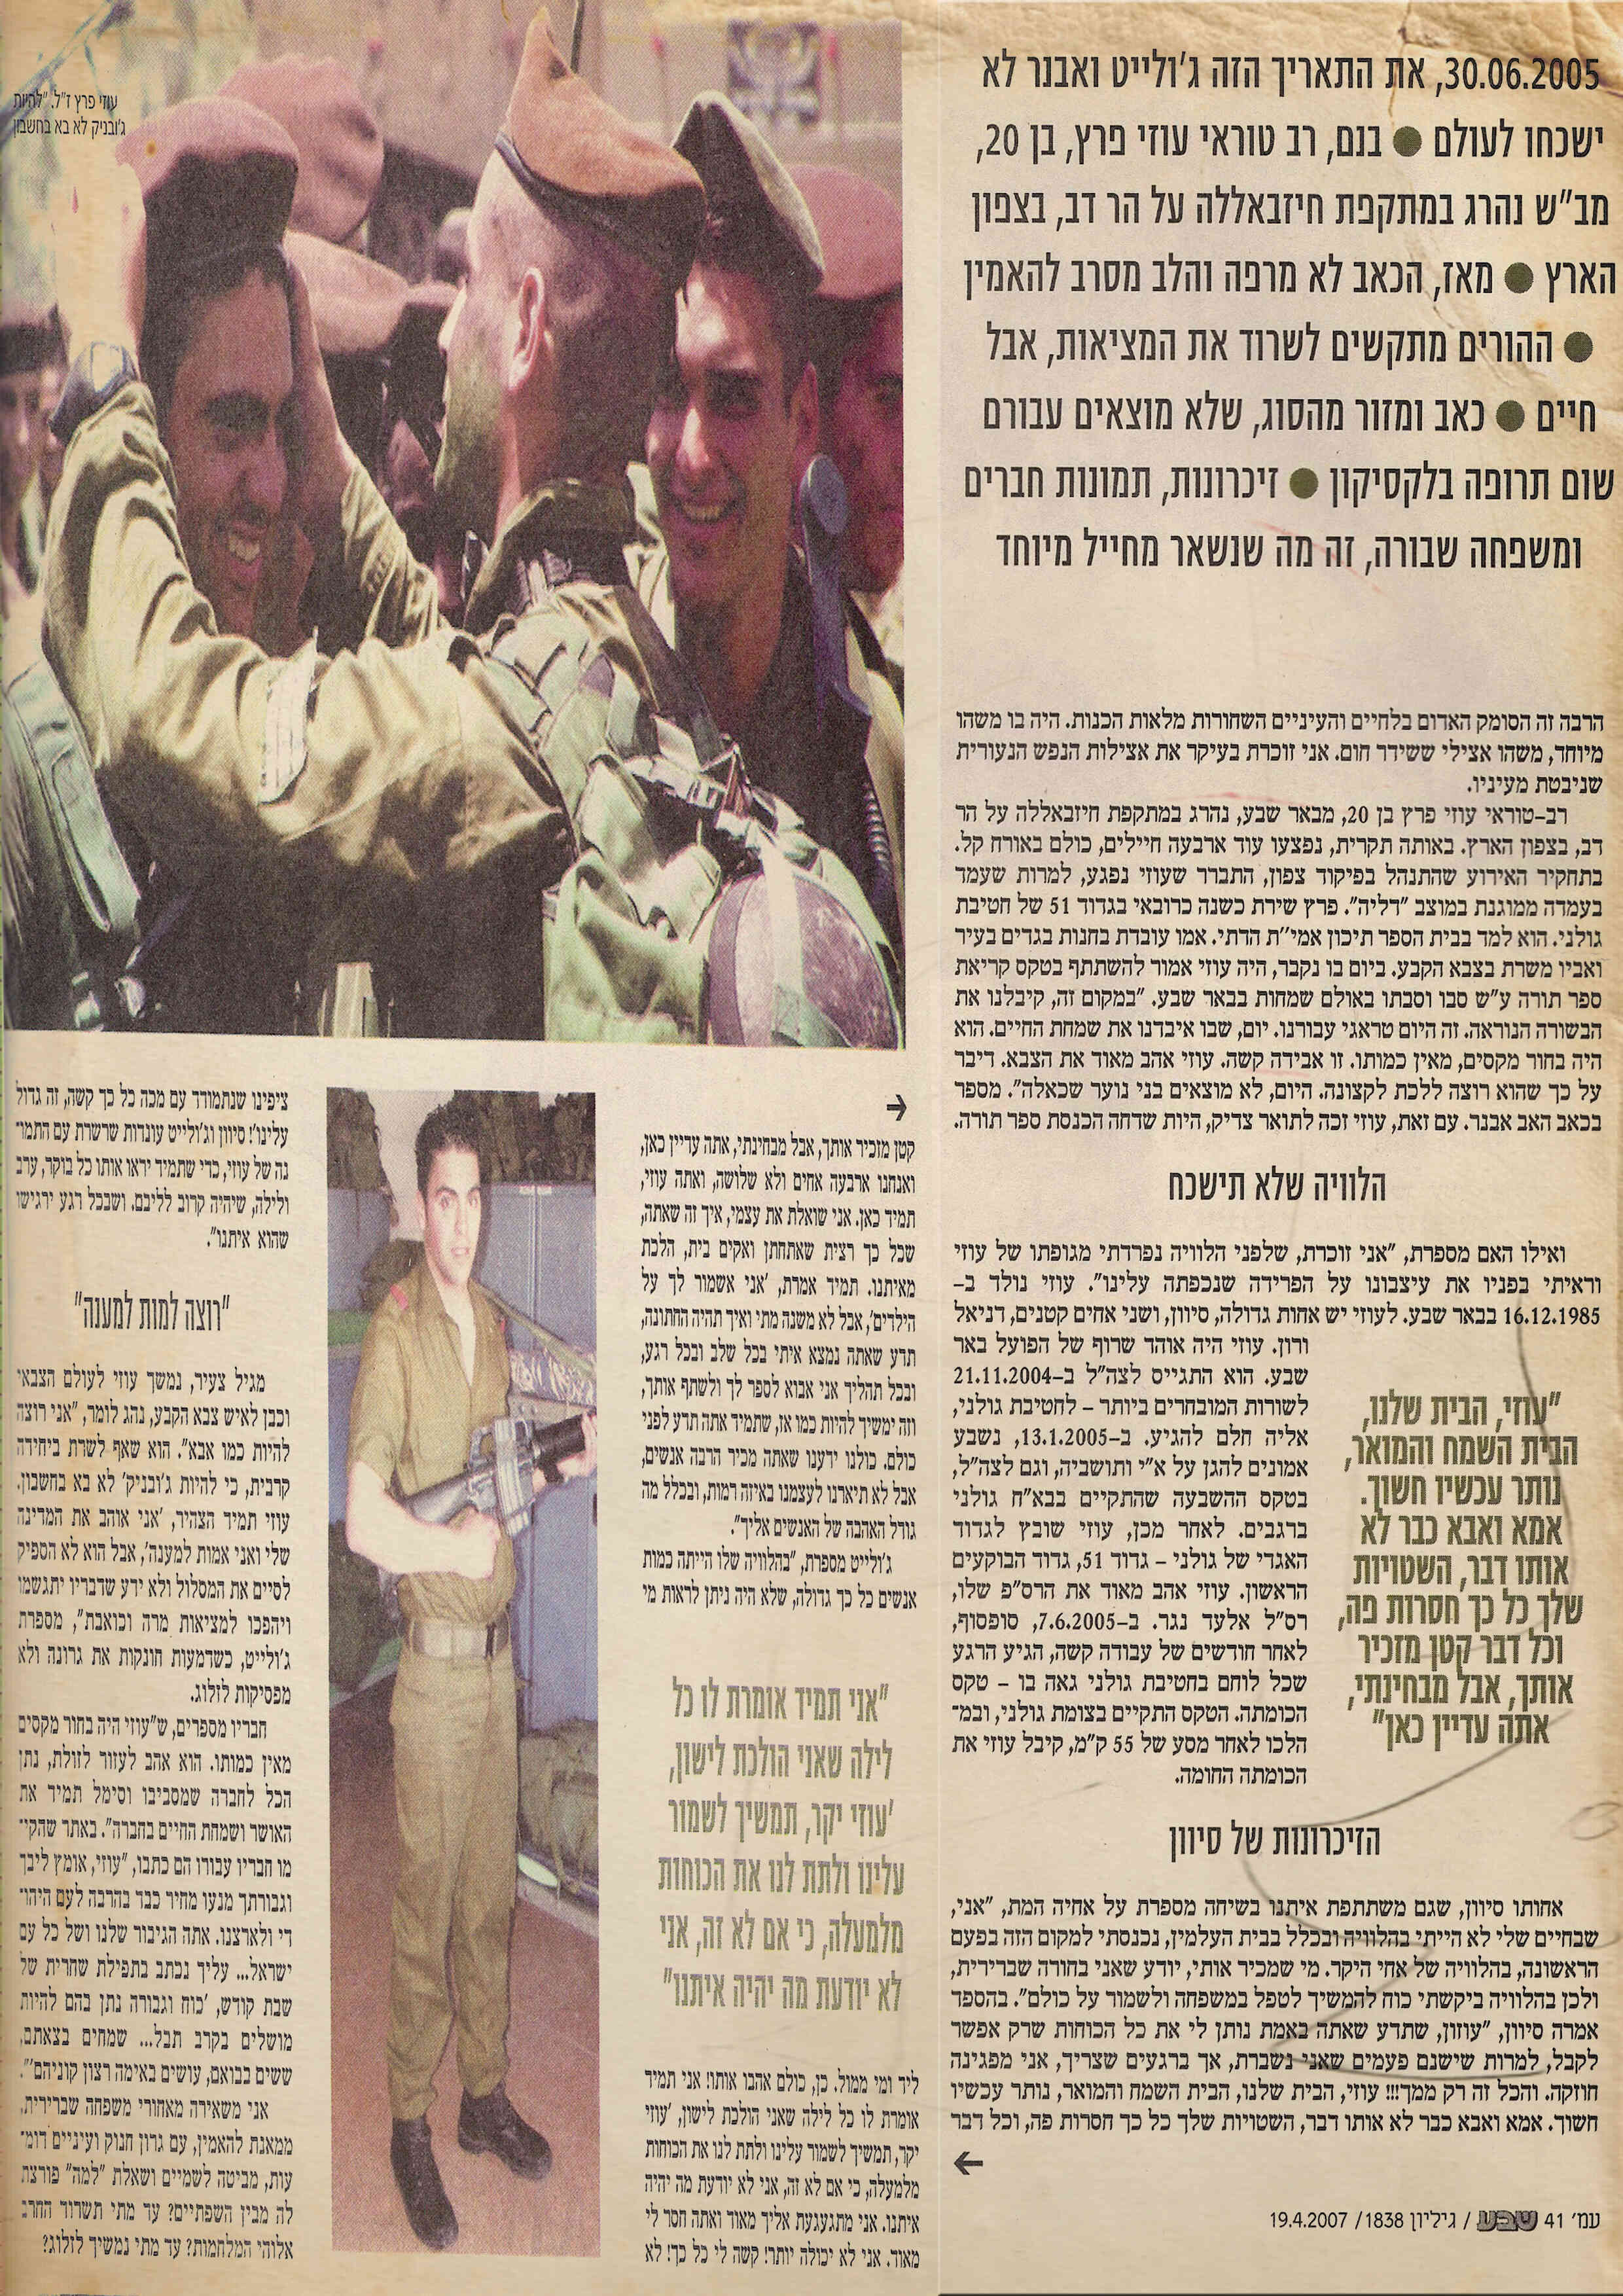 30.06.2005, את התאריך הזה ג'ולייט ואבנר לא
ישכחו לעולם ● בנם, רב טוראי עוזי פרץ, בן 20,
מב"ש נהרג במתקפת חיזבאללה על הר דב, בצפון
הארץ ● מאז, הכאב לא מרפה והלב מסרב להאמין
● ההורים מתקשים לשרוד את המציאות, אבל
חיים ● כאב ומזור מהסוג, שלא מוצאים עבורם
שום תרופה בלקסיקון ● זיכרונות, תמונות חברים
ומשפחה שבורה, זה מה שנשאר מחייל מיוחד
הרבה זה הסומק האדום בלחיים והעיניים השחורות מלאות הכנות. היה בו משהו
מיוחד, משהו אצילי ששידר חום. אני זוכרת בעיקר את אצילות הנפש הנעורית
שניבטת מעיניו.
רב-טוראי עוזי פרץ בן 20, מבאר שבע, נהרג במתקפת חיזבאללה על הר
דב, בצפון הארץ. באותה תקרית, נפצעו עוד ארבעה חיילים, כולם באורח קל.
בתחקיר האירוע שהתנהל בפיקוד צפון, התברר שעוזי נפגע, למרות שעמד
בעמדה ממוגנת במוצב "דליה". פרץ שירת כשנה כרובאי בגדוד 51 של חטיבת
גולני. הוא למד בבית הספר תיכון אמי"ת הדתי. אמו עובדת בחנות בגדים בעיר
ואביו משרת בצבא הקבע. ביום בו נקבר, היה עוזי אמור להשתתף בטקס קריאת
ספר תורה ע"ש סבו וסבתו באולם שמחות בבאר שבע. "במקום זה, קיבלנו את
הבשורה הנוראה. זה היום טראגי עבורנו. יום, שבו איבדנו את שמחת החיים. הוא
היה בחור מקסים, מאין כמותו. זו אבידה קשה. עוזי אהב מאוד את הצבא. דיבר
על כך שהוא רוצה ללכת לקצונה. היום, לא מוצאים בני נוער שכאלה". מספר
בכאב האב אבנר. עם זאת, עוזי זכה לתואר צדיק, היות שדחה הכנסת ספר תורה.
הלוויה שלא תישכח
ואילו האם מספרת, "אני זוכרת, שלפני הלוויה נפרדתי מגופתו של עוזי
וראיתי בפניו את עיצבונו על הפרידה שנכפתה עלינו". עוזי נולד ב-
16.12.1985 בבאר שבע. לעוזי יש אחות גדולה, סיוון, ושני אחים קטנים, דניאל
ורון. עוזי היה אוהד שרוף של הפועל באר
שבע. הוא התגייס לצה"ל ב-21.11.2004
לשורות המובחרים ביותר - לחטיבת גולני,
אליה חלם להגיע. ב-13.1.2005, נשבע
אמונים להגן על א"י ותושביה, וגם לצה"ל,
בטקס ההשבעה שהתקיים בבא"ח גולני
ברגבים. לאחר מכן, עוזי שובץ לגדוד
האגדי של גולני - גדוד 51, גדוד הבוקעים
הראשון. עוזי אהב מאוד את הרס"פ שלו,
רס"ל אלעד נגר. ב-7.6.2005, סופסוף,
לאחר חודשים של עבודה קשה, הגיע הרגע
שכל לוחם בחטיבת גולני גאה בו - טקס
הכומתה. הטקס התקיים בצומת גולני, ובמ-
הלכו לאחר מסע של 55 ק"מ, קיבל עוזי את
הכומתה החומה.
"עוזי, הבית שלנו,
הבית השמח והמואר,
נותר עכשיו חשוך.
אמא ואבא כבר לא
אותו דבר, השטויות
שלך כל כך חסרות פה,
וכל דבר קטן מזכיר
אותך, אבל מבחינתי,
אתה עדיין כאן"
הזיכרונות של סיוון
אחותו סיוון, שגם משתתפת איתנו בשיחה מספרת על אחיה המת, "אני,
שבחיים שלי לא הייתי בהלוויה ובכלל בבית העלמין, נכנסתי למקום הזה בפעם
הראשונה, בהלוויה של אחי היקר. מי שמכיר אותי, יודע שאני בחורה שברירית,
ולכן בהלוויה ביקשתי כוח להמשיך לטפל במשפחה ולשמור על כולם". בהספד
אמרה סיוון, "עוזון, שתדע שאתה באמת נותן לי את כל הכוחות שרק אפשר
לקבל, למרות שישנם פעמים שאני נשברת, אך ברגעים שצריך, אני מפגינה
חוזקה. והכל זה רק ממך!!! עוזי, הבית שלנו, הבית השמח והמואר, נותר עכשיו
חשוך. אמא ואבא כבר לא אותו דבר, השטויות שלך כל כך חסרות פה, וכל דבר
←
עמ' 41 שבע / גיליון 1838 / 19.4.2007
עוזי פרץ ז"ל. "להיות
ג'ובניק לא בא בחשבון
→
קטן מזכיר אותך, אבל מבחינתי, אתה עדיין כאן,
ואנחנו ארבעה אחים ולא שלושה, ואתה עוזי,
תמיד כאן. אני שואלת את עצמי, איך זה שאתה,
שכל כך רצית שאתחתן ואקים בית, הלכת
מאיתנו. תמיד אמרת, 'אני אשמור לך על
הילדים', אבל לא משנה מתי ואיך תהיה החתונה,
תדע שאתה נמצא איתי בכל שלב ובכל רגע,
ובכל תהליך אני אבוא לספר לך ולשתף אותך,
וזה ימשיך להיות כמו אז, שתמיד אתה תדע לפני
כולם. כולנו ידענו שאתה מכיר הרבה אנשים,
אבל לא תיארנו לעצמנו באיזה רמות, ובכלל מה
גודל האהבה של האנשים אליך".
ג'ולייט מספרת, "בהלוויה שלו הייתה כמות
אנשים כל כך גדולה, שלא היה ניתן לראות מי
"אני תמיד אומרת לו כל
לילה שאני הולכת לישון,
'עוזי יקר, תמשיך לשמור
עלינו ולתת לנו את הכוחות
מלמעלה, כי אם לא זה, אני
לא יודעת מה יהיה איתנו"
ליד ומי ממול. כן, כולם אהבו אותו! אני תמיד
אומרת לו כל לילה שאני הולכת לישון, 'עוזי
יקר, תמשיך לשמור עלינו ולתת לנו את הכוחות
מלמעלה, כי אם לא זה, אני לא יודעת מה יהיה
איתנו. אני מתגעגעת אליך מאוד ואתה חסר לי
מאוד. אני לא יכולה יותר! קשה לי כל כך! לא
ציפינו שנתמודד עם מכה כל כך קשה, זה גדול
עלינו'! סיוון וג'ולייט עונדות שרשרת עם התמו-
נה של עוזי, כדי שתמיד יראו אותו כל בוקר, ערב
ולילה, שיהיה קרוב לליבם. ושבכל רגע ירגישו
שהוא איתנו".
"רוצה למות למענה"
מגיל צעיר, נמשך עוזי לעולם הצבאי
וכבן לאיש צבא הקבע, נהג לומר, "אני רוצה
להיות כמו אבא". הוא שאף לשרת ביחידה
קרבית, כי להיות ג'ובניק' לא בא בחשבון.
עוזי תמיד הצהיר, 'אני אוהב את המדינה
שלי ואני אמות למענה', אבל הוא לא הספיק
לסיים את המסלול ולא ידע שדבריו יתגשמו
ויהפכו למציאות מרה וכואבת", מספרת
ג'ולייט, כשדמעות חונקות את גרונה ולא
מפסיקות לזלוג.
חבריו מספרים, ש"עוזי היה בחור מקסים
מאין כמותו. הוא אהב לעזור לזולת, נתן
הכל לחברה שמסביבו וסימל תמיד את
האושר ושמחת החיים בחברה". באתר שהקי-
מו חבריו עבורו הם כתבו, "עוזי, אומץ ליבך
וגבורתך מנעו מחיר כבד בהרבה לעם היהו-
די ולארצנו. אתה הגיבור שלנו ושל כל עם
ישראל... עליך נכתב בתפילת שחרית של
שבת קודש, 'כוח וגבורה נתן בהם להיות
מושלים בקרב תבל... שמחים בצאתם,
ששים בבואם, עושים באימה רצון קוניהם'".
אני משאירה מאחורי משפחה שברירית,
ממאנת להאמין, עם גרון חנוק ועיניים דומ-
עות, מביטה לשמיים ושאלת "למה" פורצת
לה מבין השפתיים? עד מתי תשרוד החרב
אלוהי המלחמות? עד מתי נמשיך לזלוג?